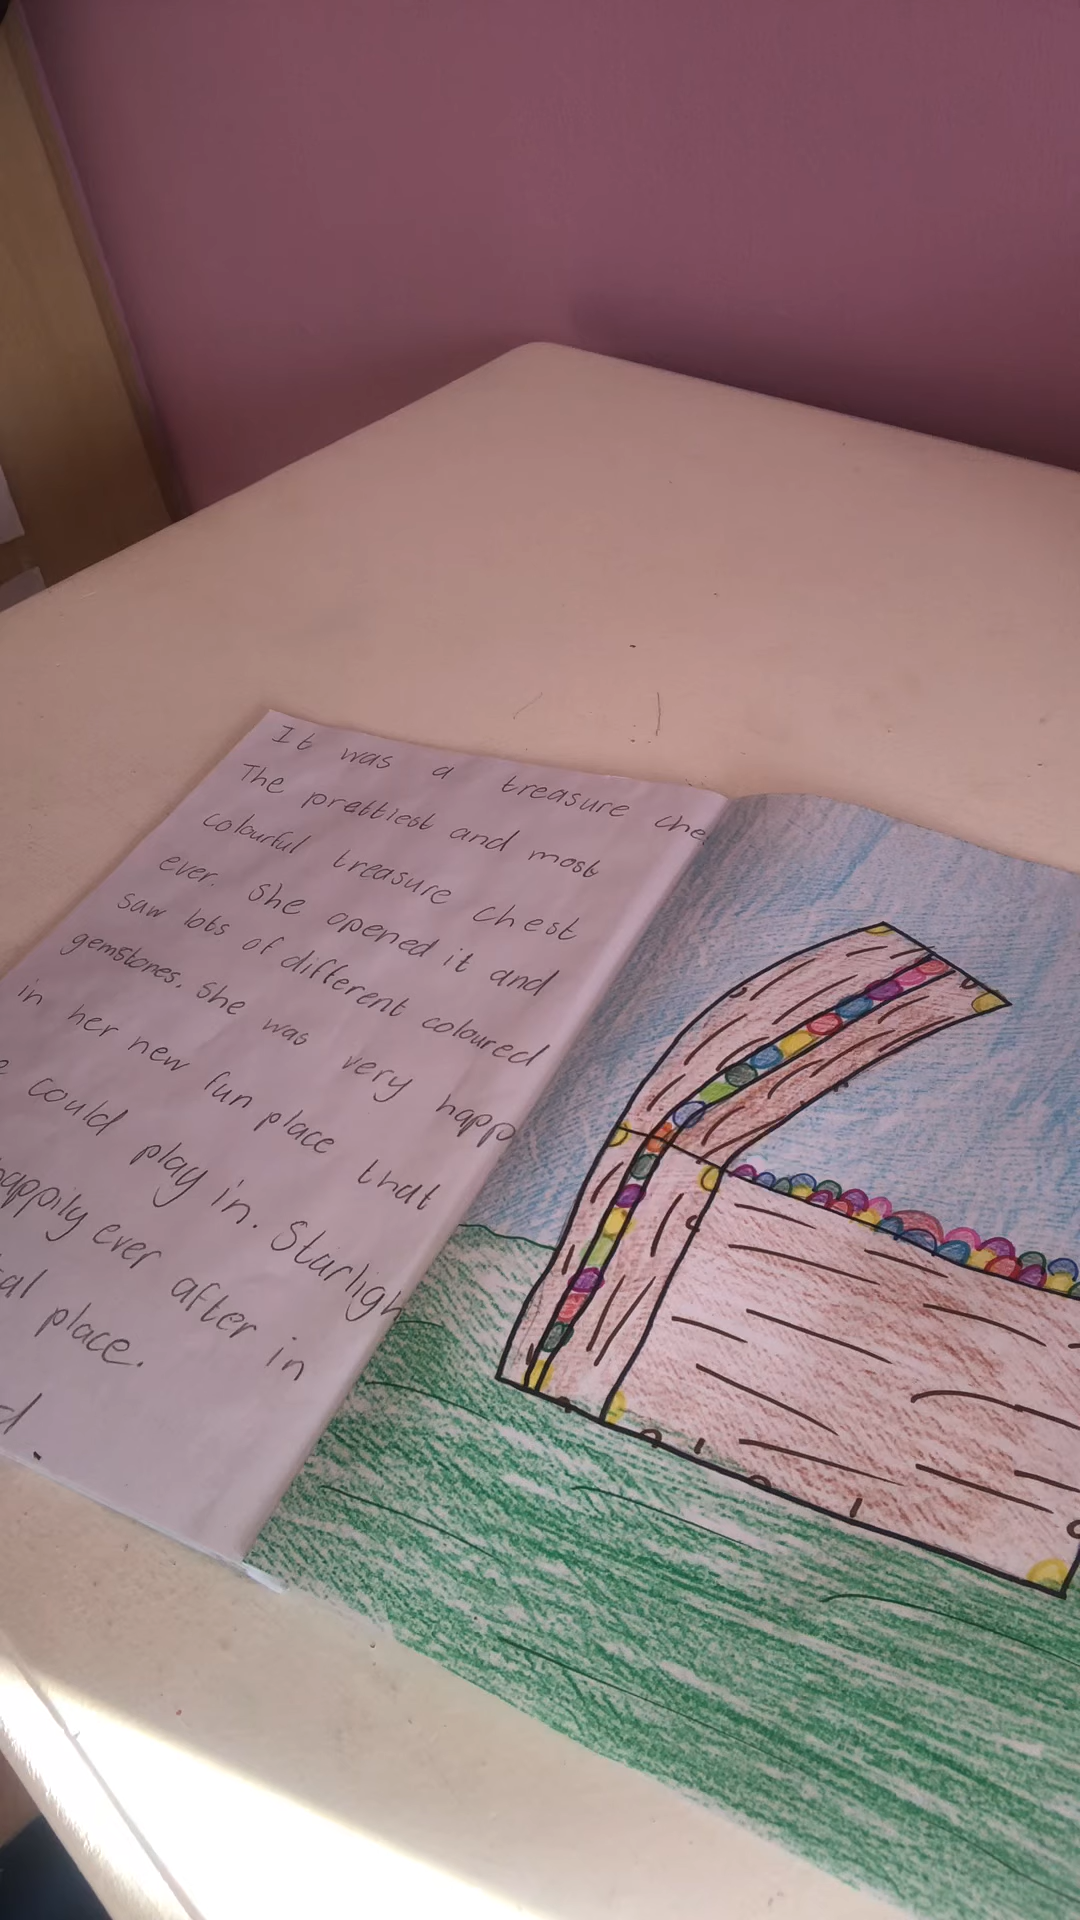 It was a treasure
The prettiest and most
colourful treasure chest
ever. She opened it and
saw lots of different coloured
gemstones. She was very
in her new fun place that
could play in.
ever after in
place.